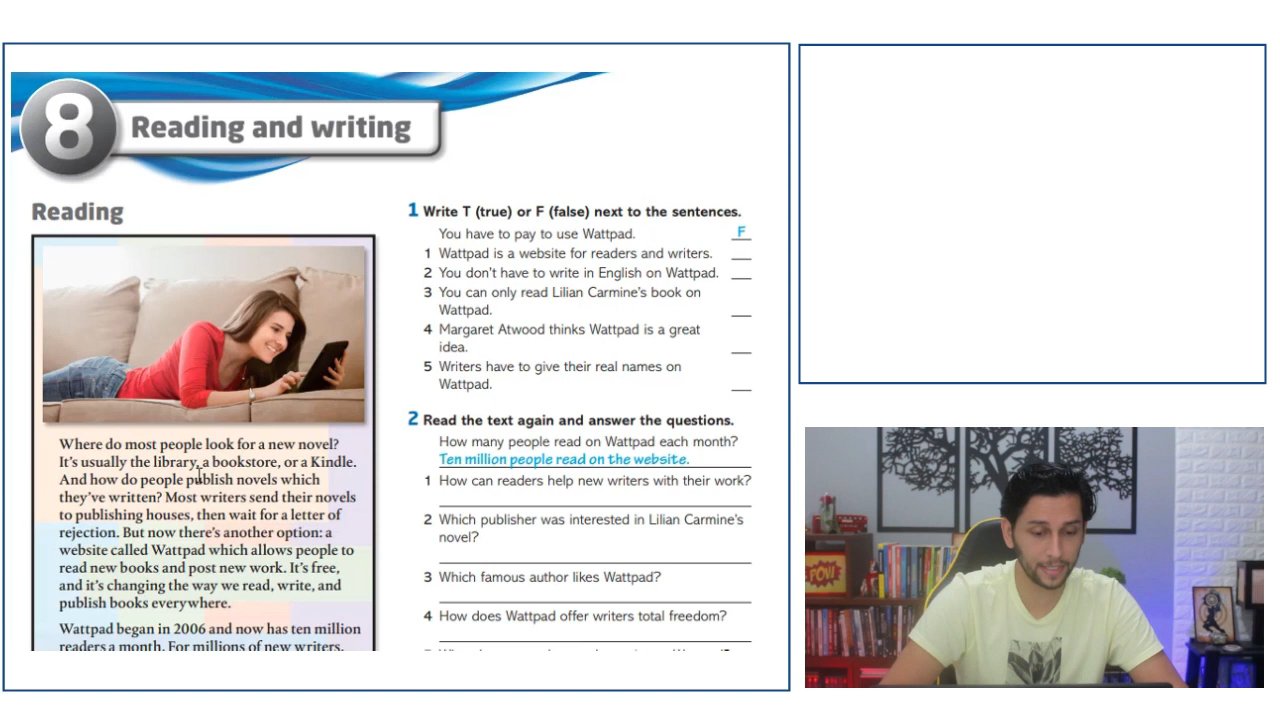 8
Reading and writing
Reading
Where do most people look for a new novel?
It's usually the library, a bookstore, or a Kindle.
And how do people publish novels which
they've written? Most writers send their novels
to publishing houses, then wait for a letter of
rejection. But now there's another option: a
website called Wattpad which allows people to
read new books and post new work. It's free,
and it's changing the way we read, write, and
publish books everywhere.
Wattpad began in 2006 and now has ten million
readers a month. For millions of new writers,
1 Write T (true) or F (false) next to the sentences.
You have to pay to use Wattpad. F
1 Wattpad is a website for readers and writers.
2 You don't have to write in English on Wattpad.
3 You can only read Lilian Carmine's book on
Wattpad.
4 Margaret Atwood thinks Wattpad is a great
idea.
5 Writers have to give their real names on
Wattpad.
2 Read the text again and answer the questions.
How many people read on Wattpad each month?
Ten million people read on the website.
1 How can readers help new writers with their work?
2 Which publisher was interested in Lilian Carmine's
novel?
3 Which famous author likes Wattpad?
4 How does Wattpad offer writers total freedom?
POW!